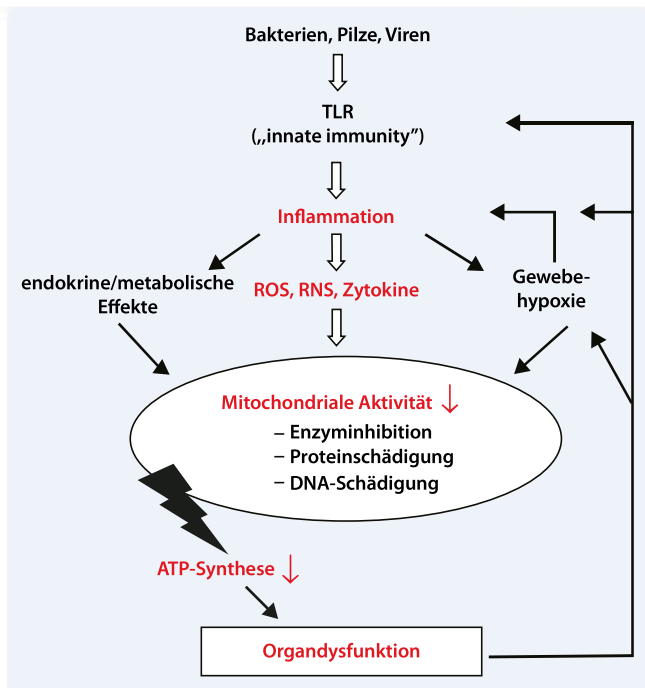 Bakterien, Pilze, Viren
TLR
(,,innate immunity”)
Inflammation
endokrine/metabolische
Effekte
ROS, RNS, Zytokine
Gewebe-
hypoxie
Mitochondriale Aktivität ↓
– Enzyminhibition
– Proteinschädigung
– DNA-Schädigung
ATP-Synthese ↓
Organdysfunktion